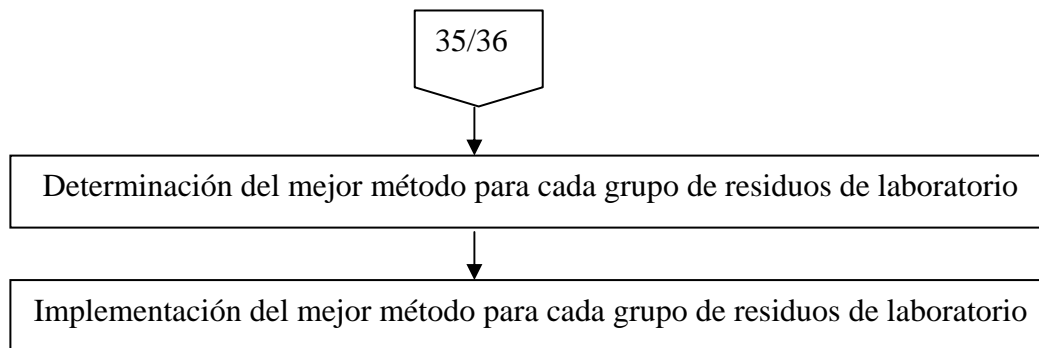 35/36
Determinación del mejor método para cada grupo de residuos de laboratorio
Implementación del mejor método para cada grupo de residuos de laboratorio